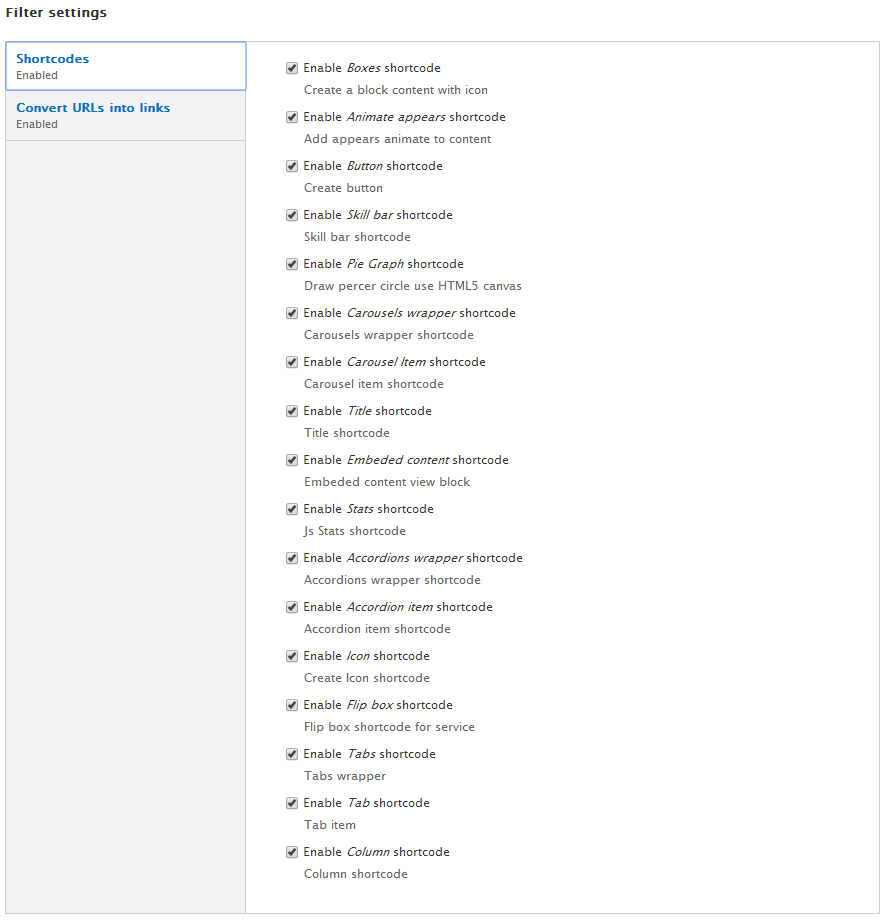 Filter settings
Shortcodes
Enabled
Convert URLs into links
Enabled
Enable Boxes shortcode
Create a block content with icon
Enable Animate appears shortcode
Add appears animate to content
Enable Button shortcode
Create button
Enable Skill bar shortcode
Skill bar shortcode
Enable Pie Graph shortcode
Draw percer circle use HTML5 canvas
Enable Carousels wrapper shortcode
Carousels wrapper shortcode
Enable Carousel Item shortcode
Carousel item shortcode
Enable Title shortcode
Title shortcode
Enable Embeded content shortcode
Embeded content view block
Enable Stats shortcode
Js Stats shortcode
Enable Accordions wrapper shortcode
Accordions wrapper shortcode
Enable Accordion item shortcode
Accordion item shortcode
Enable Icon shortcode
Create Icon shortcode
Enable Flip box shortcode
Flip box shortcode for service
Enable Tabs shortcode
Tabs wrapper
Enable Tab shortcode
Tab item
Enable Column shortcode
Column shortcode